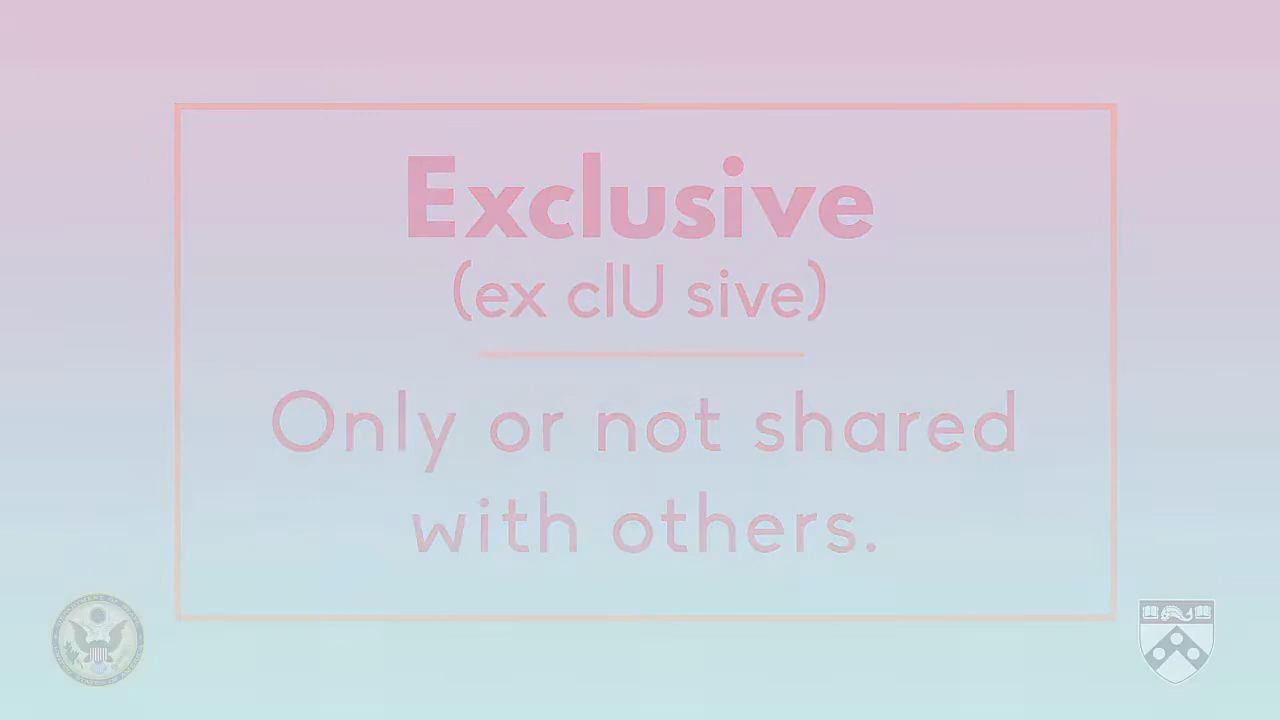 Exclusive
(ex clU sive)
Only or not shared
with others.